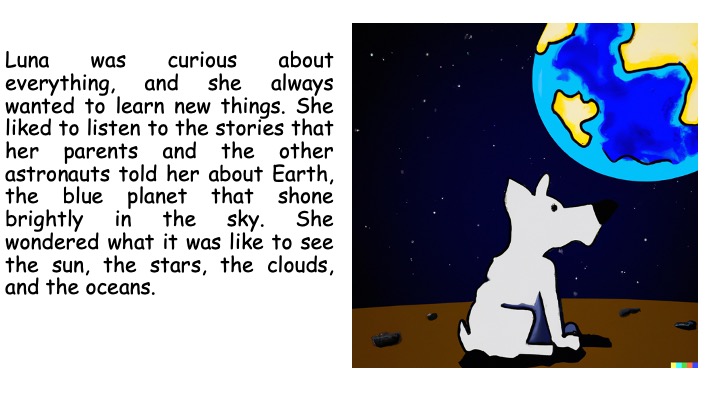 Luna was curious about
everything, and she always
wanted to learn new things. She
liked to listen to the stories that
her parents and the other
astronauts told her about Earth,
the blue planet that shone
brightly in the sky. She
wondered what it was like to see
the sun, the stars, the clouds,
and the oceans.